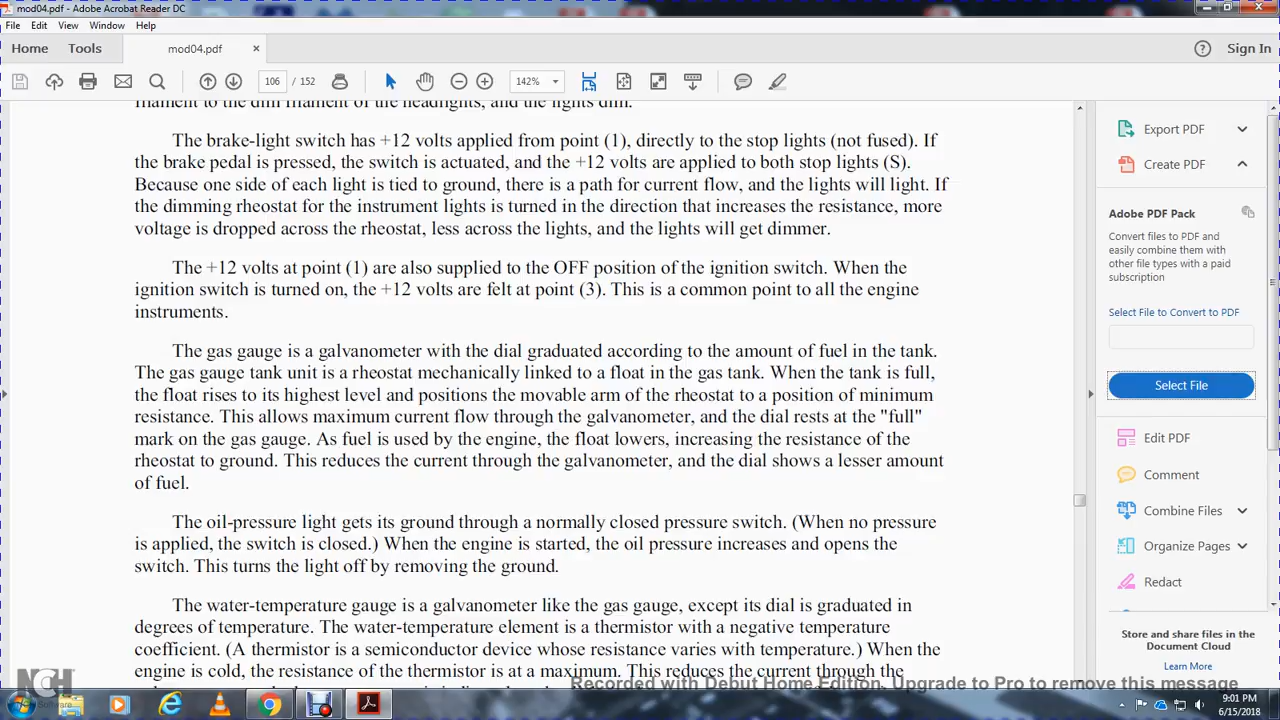 mod04.pdf - Adobe Acrobat Reader DC
File Edit View Window Help
Home Tools mod04.pdf × Sign In
106 / 152 142%
filament to the dim filament of the headlights, and the lights dim.
The brake-light switch has +12 volts applied from point (1), directly to the stop lights (not fused). If
the brake pedal is pressed, the switch is actuated, and the +12 volts are applied to both stop lights (S).
Because one side of each light is tied to ground, there is a path for current flow, and the lights will light. If
the dimming rheostat for the instrument lights is turned in the direction that increases the resistance, more
voltage is dropped across the rheostat, less across the lights, and the lights will get dimmer.
The +12 volts at point (1) are also supplied to the OFF position of the ignition switch. When the
ignition switch is turned on, the +12 volts are felt at point (3). This is a common point to all the engine
instruments.
The gas gauge is a galvanometer with the dial graduated according to the amount of fuel in the tank.
The gas gauge tank unit is a rheostat mechanically linked to a float in the gas tank. When the tank is full,
the float rises to its highest level and positions the movable arm of the rheostat to a position of minimum
resistance. This allows maximum current flow through the galvanometer, and the dial rests at the "full"
mark on the gas gauge. As fuel is used by the engine, the float lowers, increasing the resistance of the
rheostat to ground. This reduces the current through the galvanometer, and the dial shows a lesser amount
of fuel.
The oil-pressure light gets its ground through a normally closed pressure switch. (When no pressure
is applied, the switch is closed.) When the engine is started, the oil pressure increases and opens the
switch. This turns the light off by removing the ground.
The water-temperature gauge is a galvanometer like the gas gauge, except its dial is graduated in
degrees of temperature. The water-temperature element is a thermistor with a negative temperature
coefficient. (A thermistor is a semiconductor device whose resistance varies with temperature.) When the
engine is cold, the resistance of the thermistor is at a maximum. This reduces the current through the
Export PDF
Create PDF
Adobe PDF Pack
Convert files to PDF and
easily combine them with
other file types with a paid
subscription
Select File to Convert to PDF
Select File
Edit PDF
Comment
Combine Files
Organize Pages
Redact
Store and share files in the
Document Cloud
Learn More
Recorded with Debut Home Edition. Upgrade to Pro to remove this message
NCH
Software
9:01 PM
6/15/2018